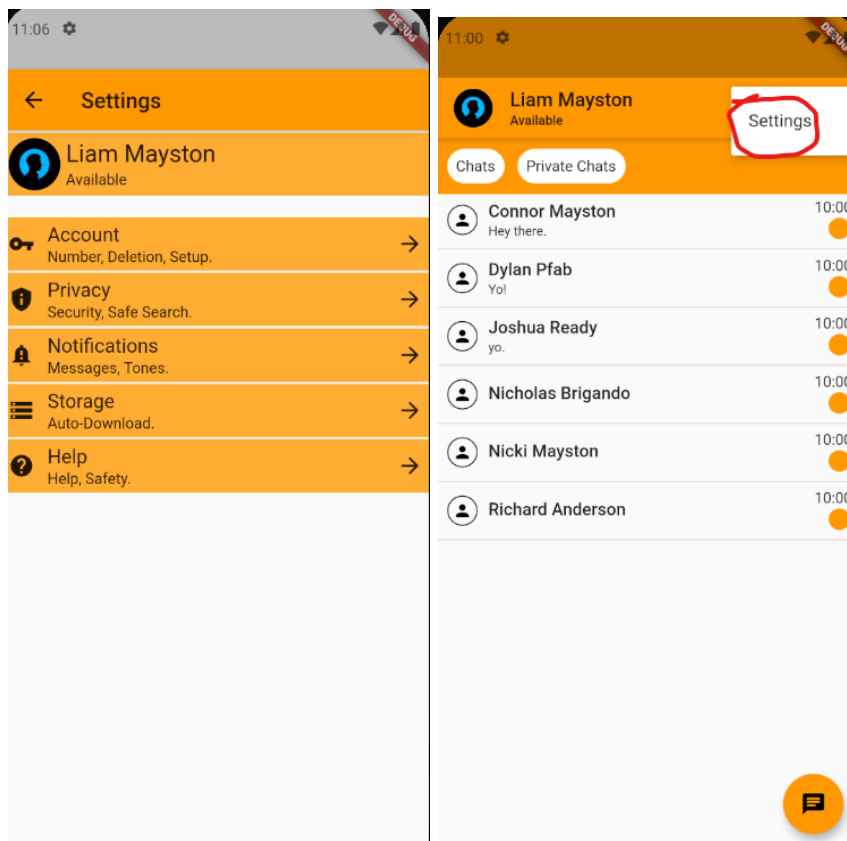 11:06
DEBUG
Settings
Liam Mayston
Available
Account
Number, Deletion, Setup.
Privacy
Security, Safe Search.
Notifications
Messages, Tones.
Storage
Auto-Download.
Help
Help, Safety.
11:00
Liam Mayston
Available
Settings
Chats
Private Chats
Connor Mayston
10:00
Hey there.
Dylan Pfab
10:00
Yo!
Joshua Ready
10:00
yo.
Nicholas Brigando
10:00
Nicki Mayston
10:00
Richard Anderson
10:00